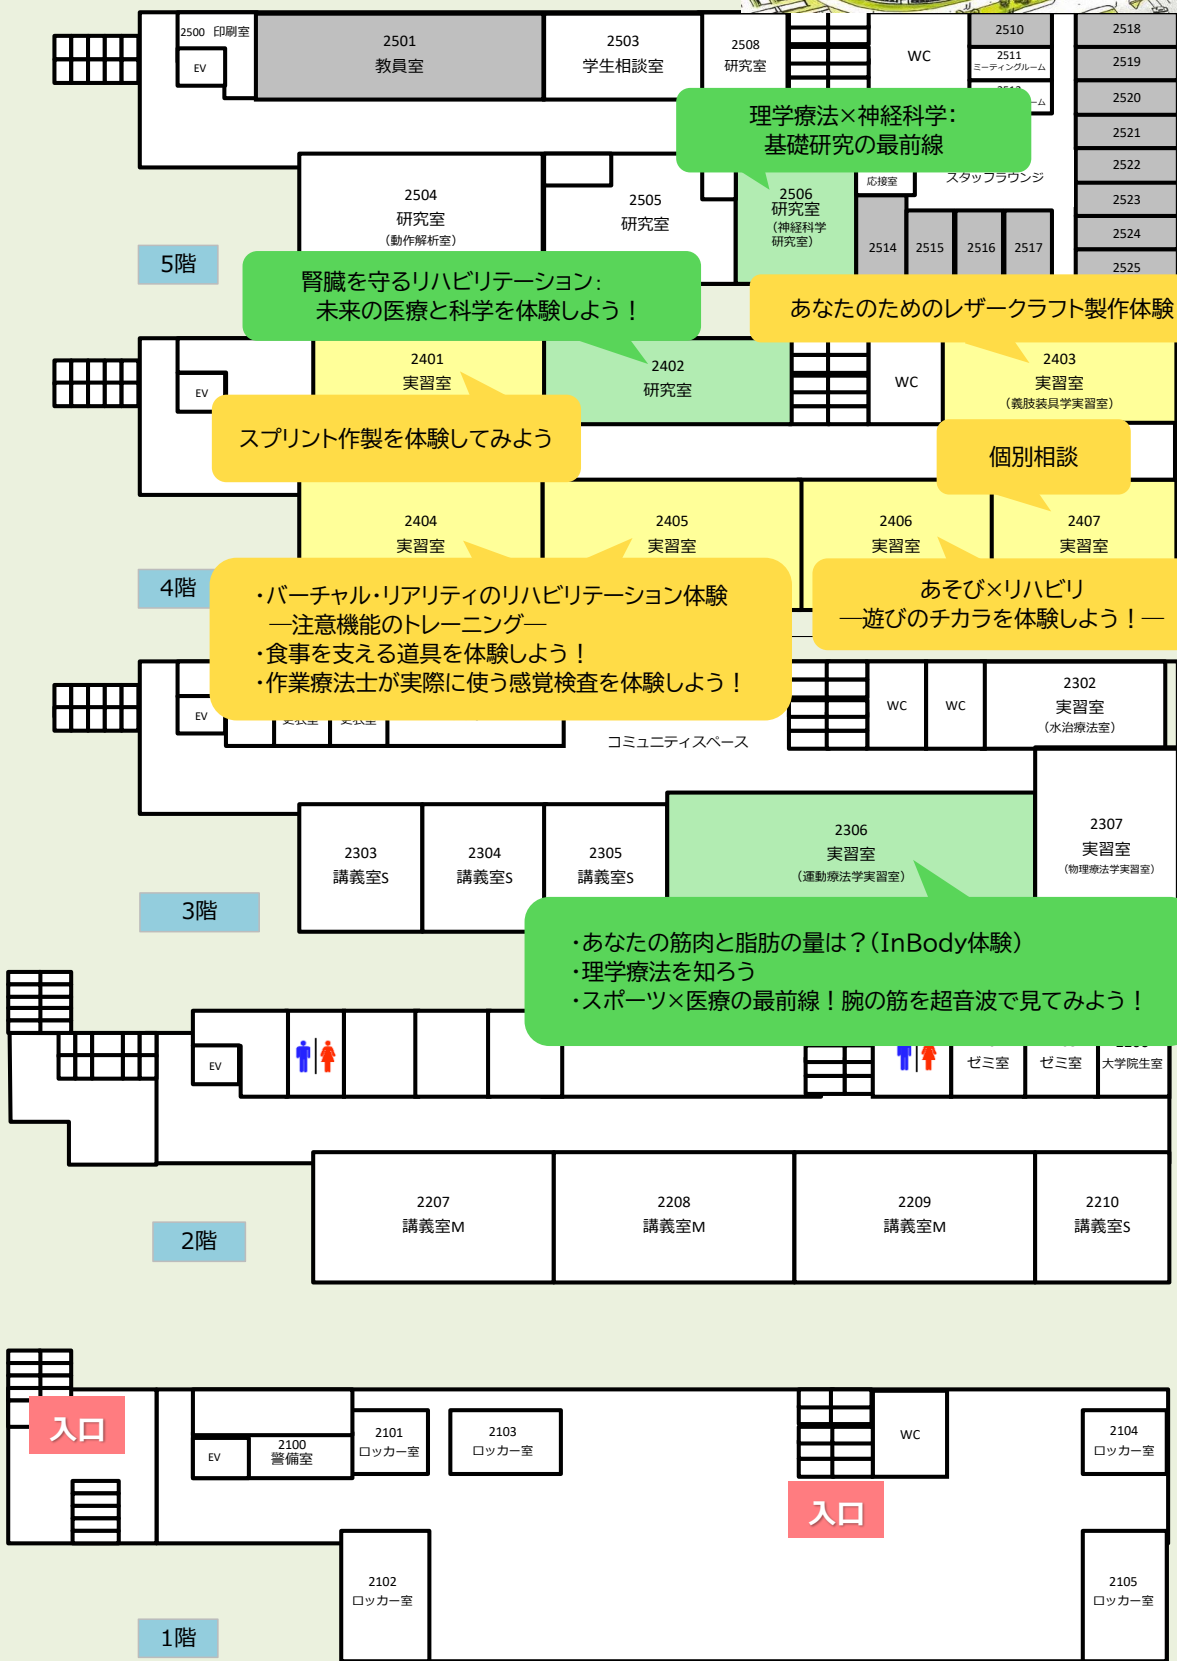 2500 印刷室
EV
2501
教員室
2503
学生相談室
2508
研究室
WC
2510
2511
ミーティングルーム
2518
2519
2520
2521
2522
2523
2524
2525
理学療法×神経科学：
基礎研究の最前線
2504
研究室
（動作解析室）
2505
研究室
2506
研究室
（神経科学
研究室）
応接室
スタッフラウンジ
2514
2515
2516
2517
5階
腎臓を守るリハビリテーション：
未来の医療と科学を体験しよう！
あなたのためのレザークラフト製作体験
EV
2401
実習室
2402
研究室
WC
2403
実習室
（義肢装具学実習室）
スプリント作製を体験してみよう
個別相談
2404
実習室
2405
実習室
2406
実習室
2407
実習室
4階
・バーチャル・リアリティのリハビリテーション体験
―注意機能のトレーニング―
・食事を支える道具を体験しよう！
・作業療法士が実際に使う感覚検査を体験しよう！
あそび×リハビリ
―遊びのチカラを体験しよう！―
EV
コミュニティスペース
WC
WC
2302
実習室
（水治療法室）
2303
講義室S
2304
講義室S
2305
講義室S
2306
実習室
（運動療法学実習室）
2307
実習室
（物理療法学実習室）
3階
・あなたの筋肉と脂肪の量は？（InBody体験）
・理学療法を知ろう
・スポーツ×医療の最前線！腕の筋を超音波で見てみよう！
EV
ゼミ室
ゼミ室
大学院生室
2207
講義室M
2208
講義室M
2209
講義室M
2210
講義室S
2階
入口
EV
2100
警備室
2101
ロッカー室
2103
ロッカー室
WC
2104
ロッカー室
入口
2102
ロッカー室
2105
ロッカー室
1階